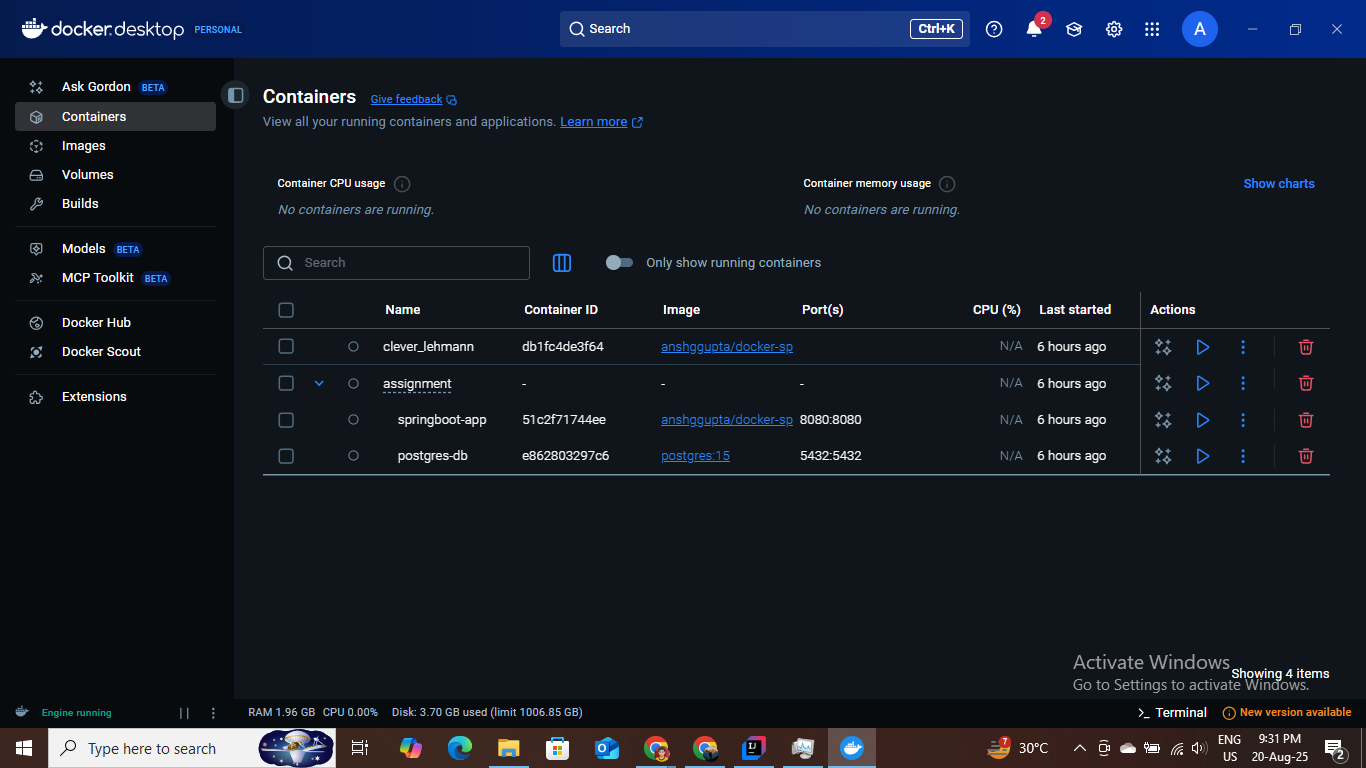 docker.desktop PERSONAL
Search Ctrl+K
2
A
Ask Gordon BETA
Containers
Images
Volumes
Builds
Models BETA
MCP Toolkit BETA
Docker Hub
Docker Scout
Extensions
Containers Give feedback
View all your running containers and applications. Learn more
Container CPU usage
No containers are running.
Container memory usage
No containers are running.
Show charts
Search
Only show running containers
Name Container ID Image Port(s) CPU (%) Last started Actions
clever_lehmann db1fc4de3f64 anshggupta/docker-sp N/A 6 hours ago
assignment - - - N/A 6 hours ago
springboot-app 51c2f71744ee anshggupta/docker-sp 8080:8080 N/A 6 hours ago
postgres-db e862803297c6 postgres:15 5432:5432 N/A 6 hours ago
Showing 4 items
Activate Windows
Go to Settings to activate Windows.
Engine running
RAM 1.96 GB CPU 0.00% Disk: 3.70 GB used (limit 1006.85 GB)
Terminal
New version available
Type here to search
7
30°C
ENG
US
9:31 PM
20-Aug-25
2